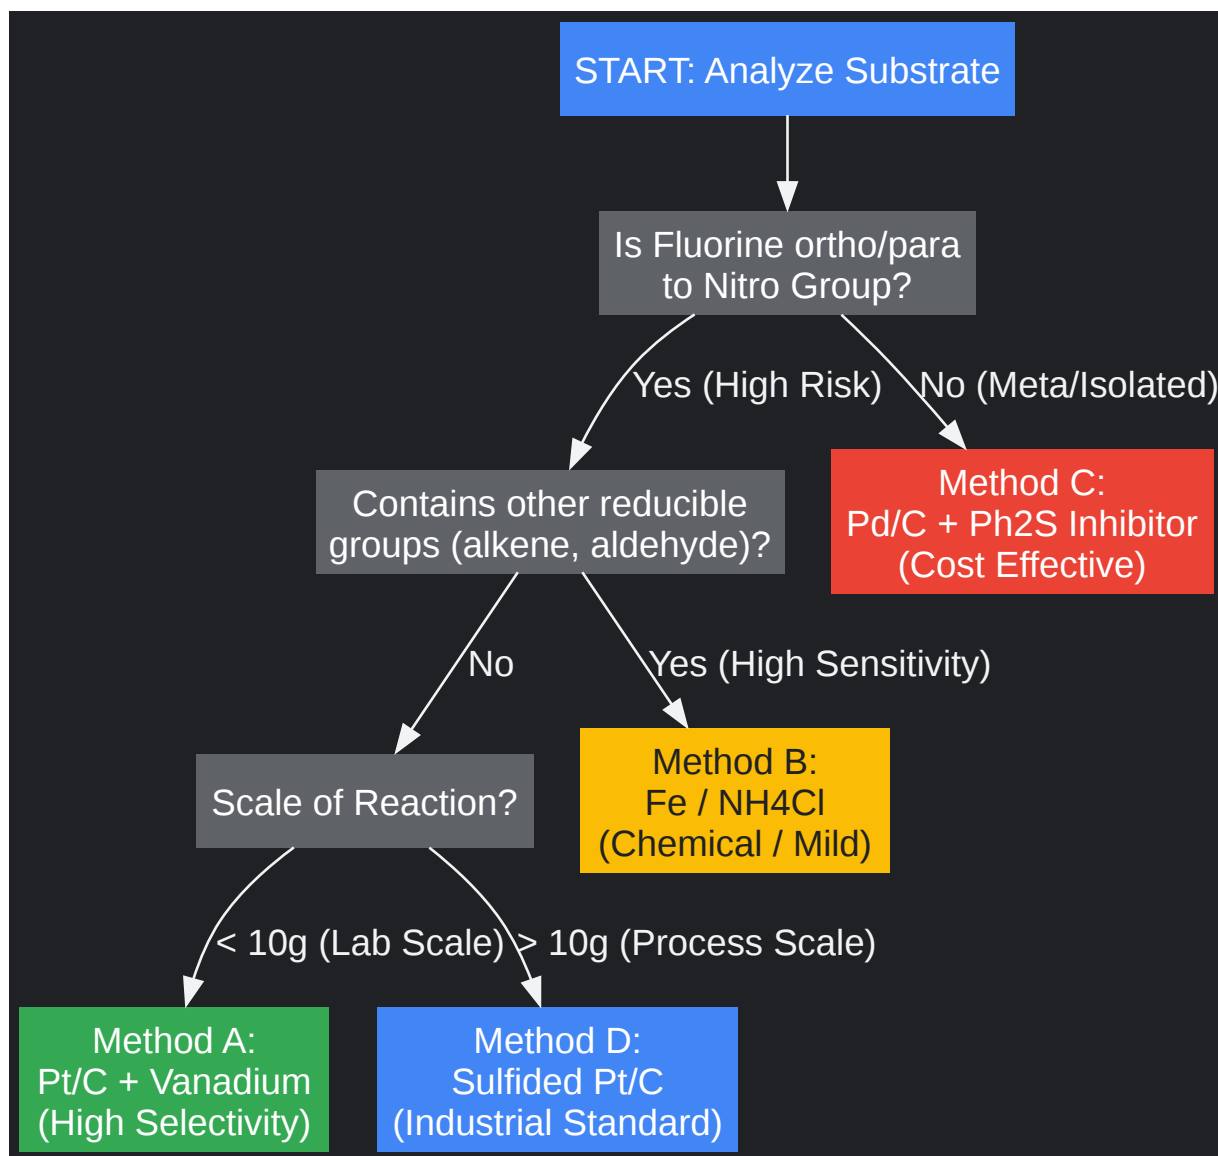 START: Analyze Substrate
Is Fluorine ortho/para
to Nitro Group?
Yes (High Risk)
No (Meta/Isolated)
Contains other reducible
groups (alkene, aldehyde)?
Method C:
Pd/C + Ph2S Inhibitor
(Cost Effective)
No
Yes (High Sensitivity)
Scale of Reaction?
Method B:
Fe / NH4Cl
(Chemical / Mild)
< 10g (Lab Scale)
> 10g (Process Scale)
Method A:
Pt/C + Vanadium
(High Selectivity)
Method D:
Sulfided Pt/C
(Industrial Standard)